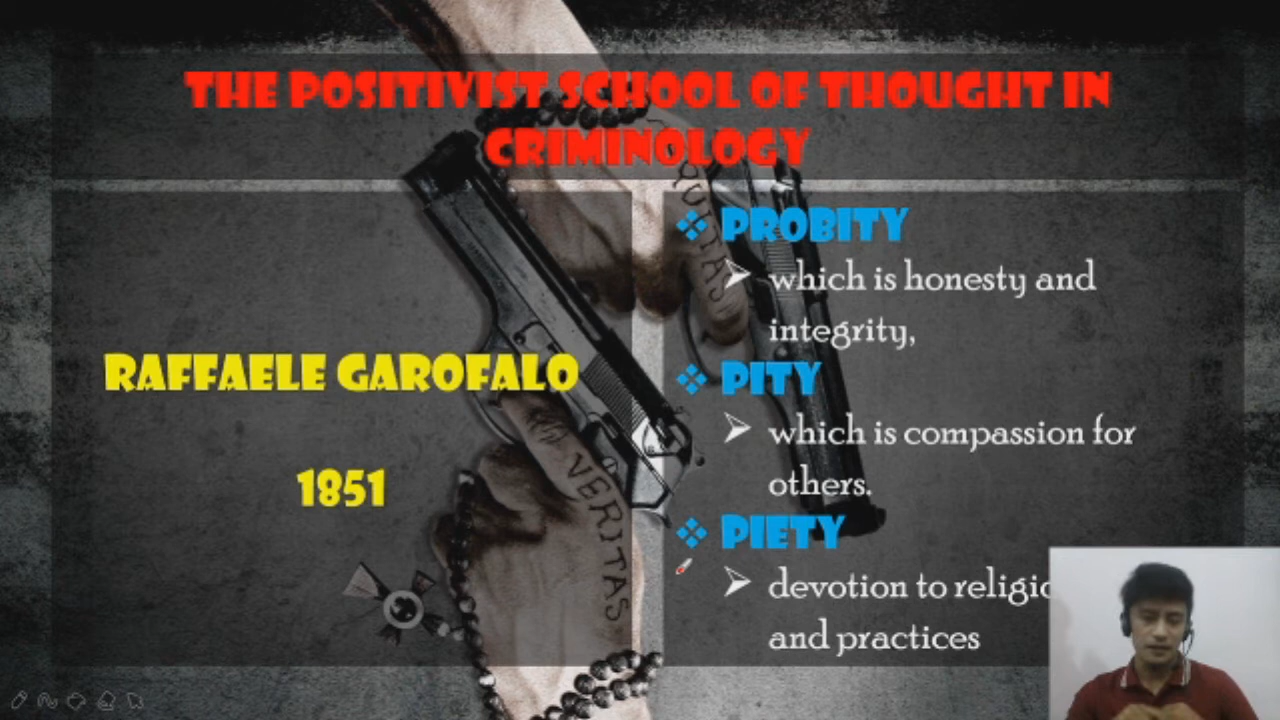 THE POSITIVIST SCHOOL OF THOUGHT IN
CRIMINOLOGY
RAFFAELE GAROFALO
1851
PROBITY
which is honesty and
integrity,
PITY
which is compassion for
others.
PIETY
devotion to
and practices
VERITAS